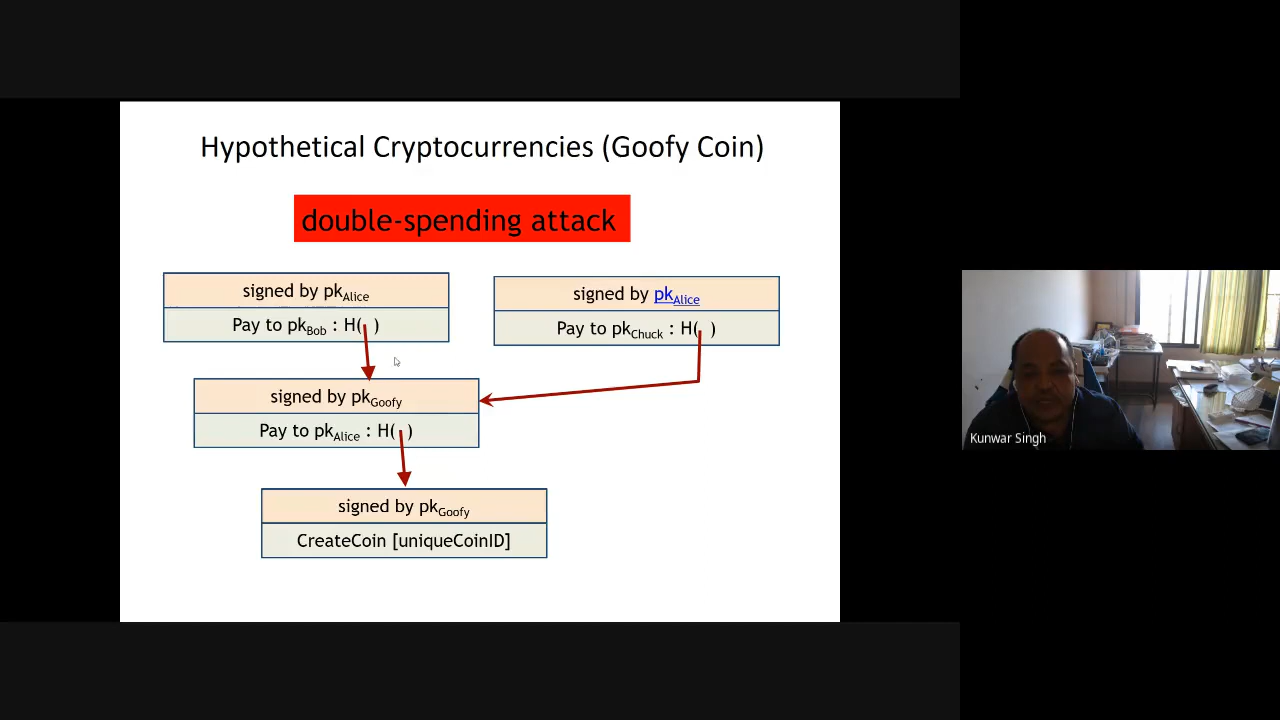 Hypothetical Cryptocurrencies (Goofy Coin)
double-spending attack
signed by pkAlice
Pay to pkBob : H( )
signed by pkAlice
Pay to pkChuck : H( )
signed by pkGoofy
Pay to pkAlice : H( )
signed by pkGoofy
CreateCoin [uniqueCoinID]
Kunwar Singh